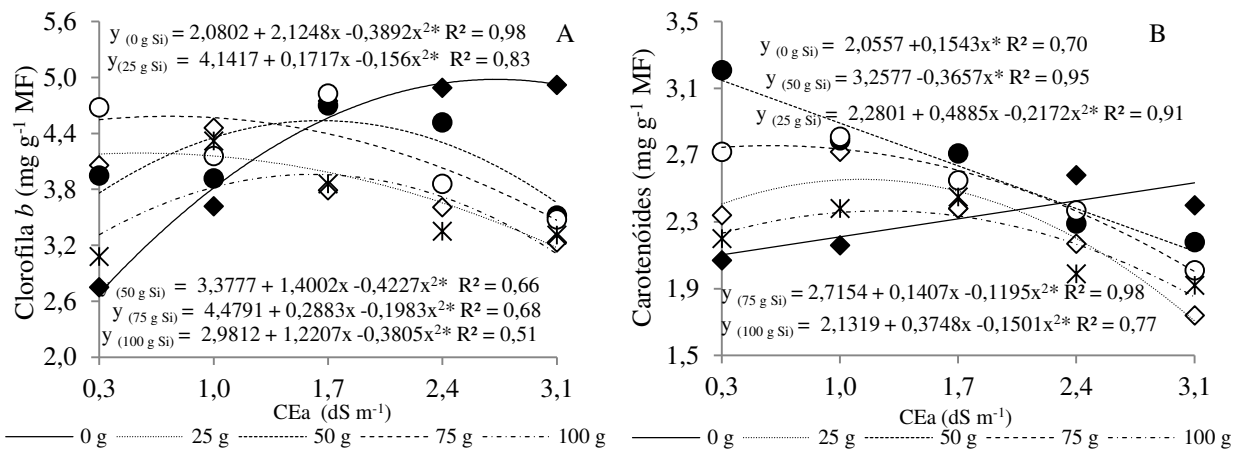 Clorofila b (mg g⁻¹ MF)
5,6
5,0
4,4
3,8
3,2
2,6
2,0
y (0 g Si) = 2,0802 + 2,1248x -0,3892x²* R² = 0,98
A
y(25 g Si) = 4,1417 + 0,1717x -0,156x²* R² = 0,83
(50 g Si) = 3,3777 + 1,4002x -0,4227x²* R² = 0,66
y (75 g Si) = 4,4791 + 0,2883x -0,1983x²* R² = 0,68
y (100 g Si) = 2,9812 + 1,2207x -0,3805x²* R² = 0,51
0,3 1,0 1,7 2,4 3,1
CEa (dS m⁻¹)
Carotenóides (mg g⁻¹ MF)
3,5
3,1
2,7
2,3
1,9
1,5
y (0 g Si) = 2,0557 +0,1543x* R² = 0,70
B
y (50 g Si) = 3,2577 -0,3657x* R² = 0,95
y (25 g Si) = 2,2801 + 0,4885x -0,2172x²* R² = 0,91
y (75 g Si) = 2,7154 + 0,1407x -0,1195x²* R² = 0,98
y (100 g Si) = 2,1319 + 0,3748x -0,1501x²* R² = 0,77
0,3 1,0 1,7 2,4 3,1
CEa (dS m⁻¹)
0 g 25 g 50 g 75 g 100 g
0 g 25 g 50 g 75 g 100 g